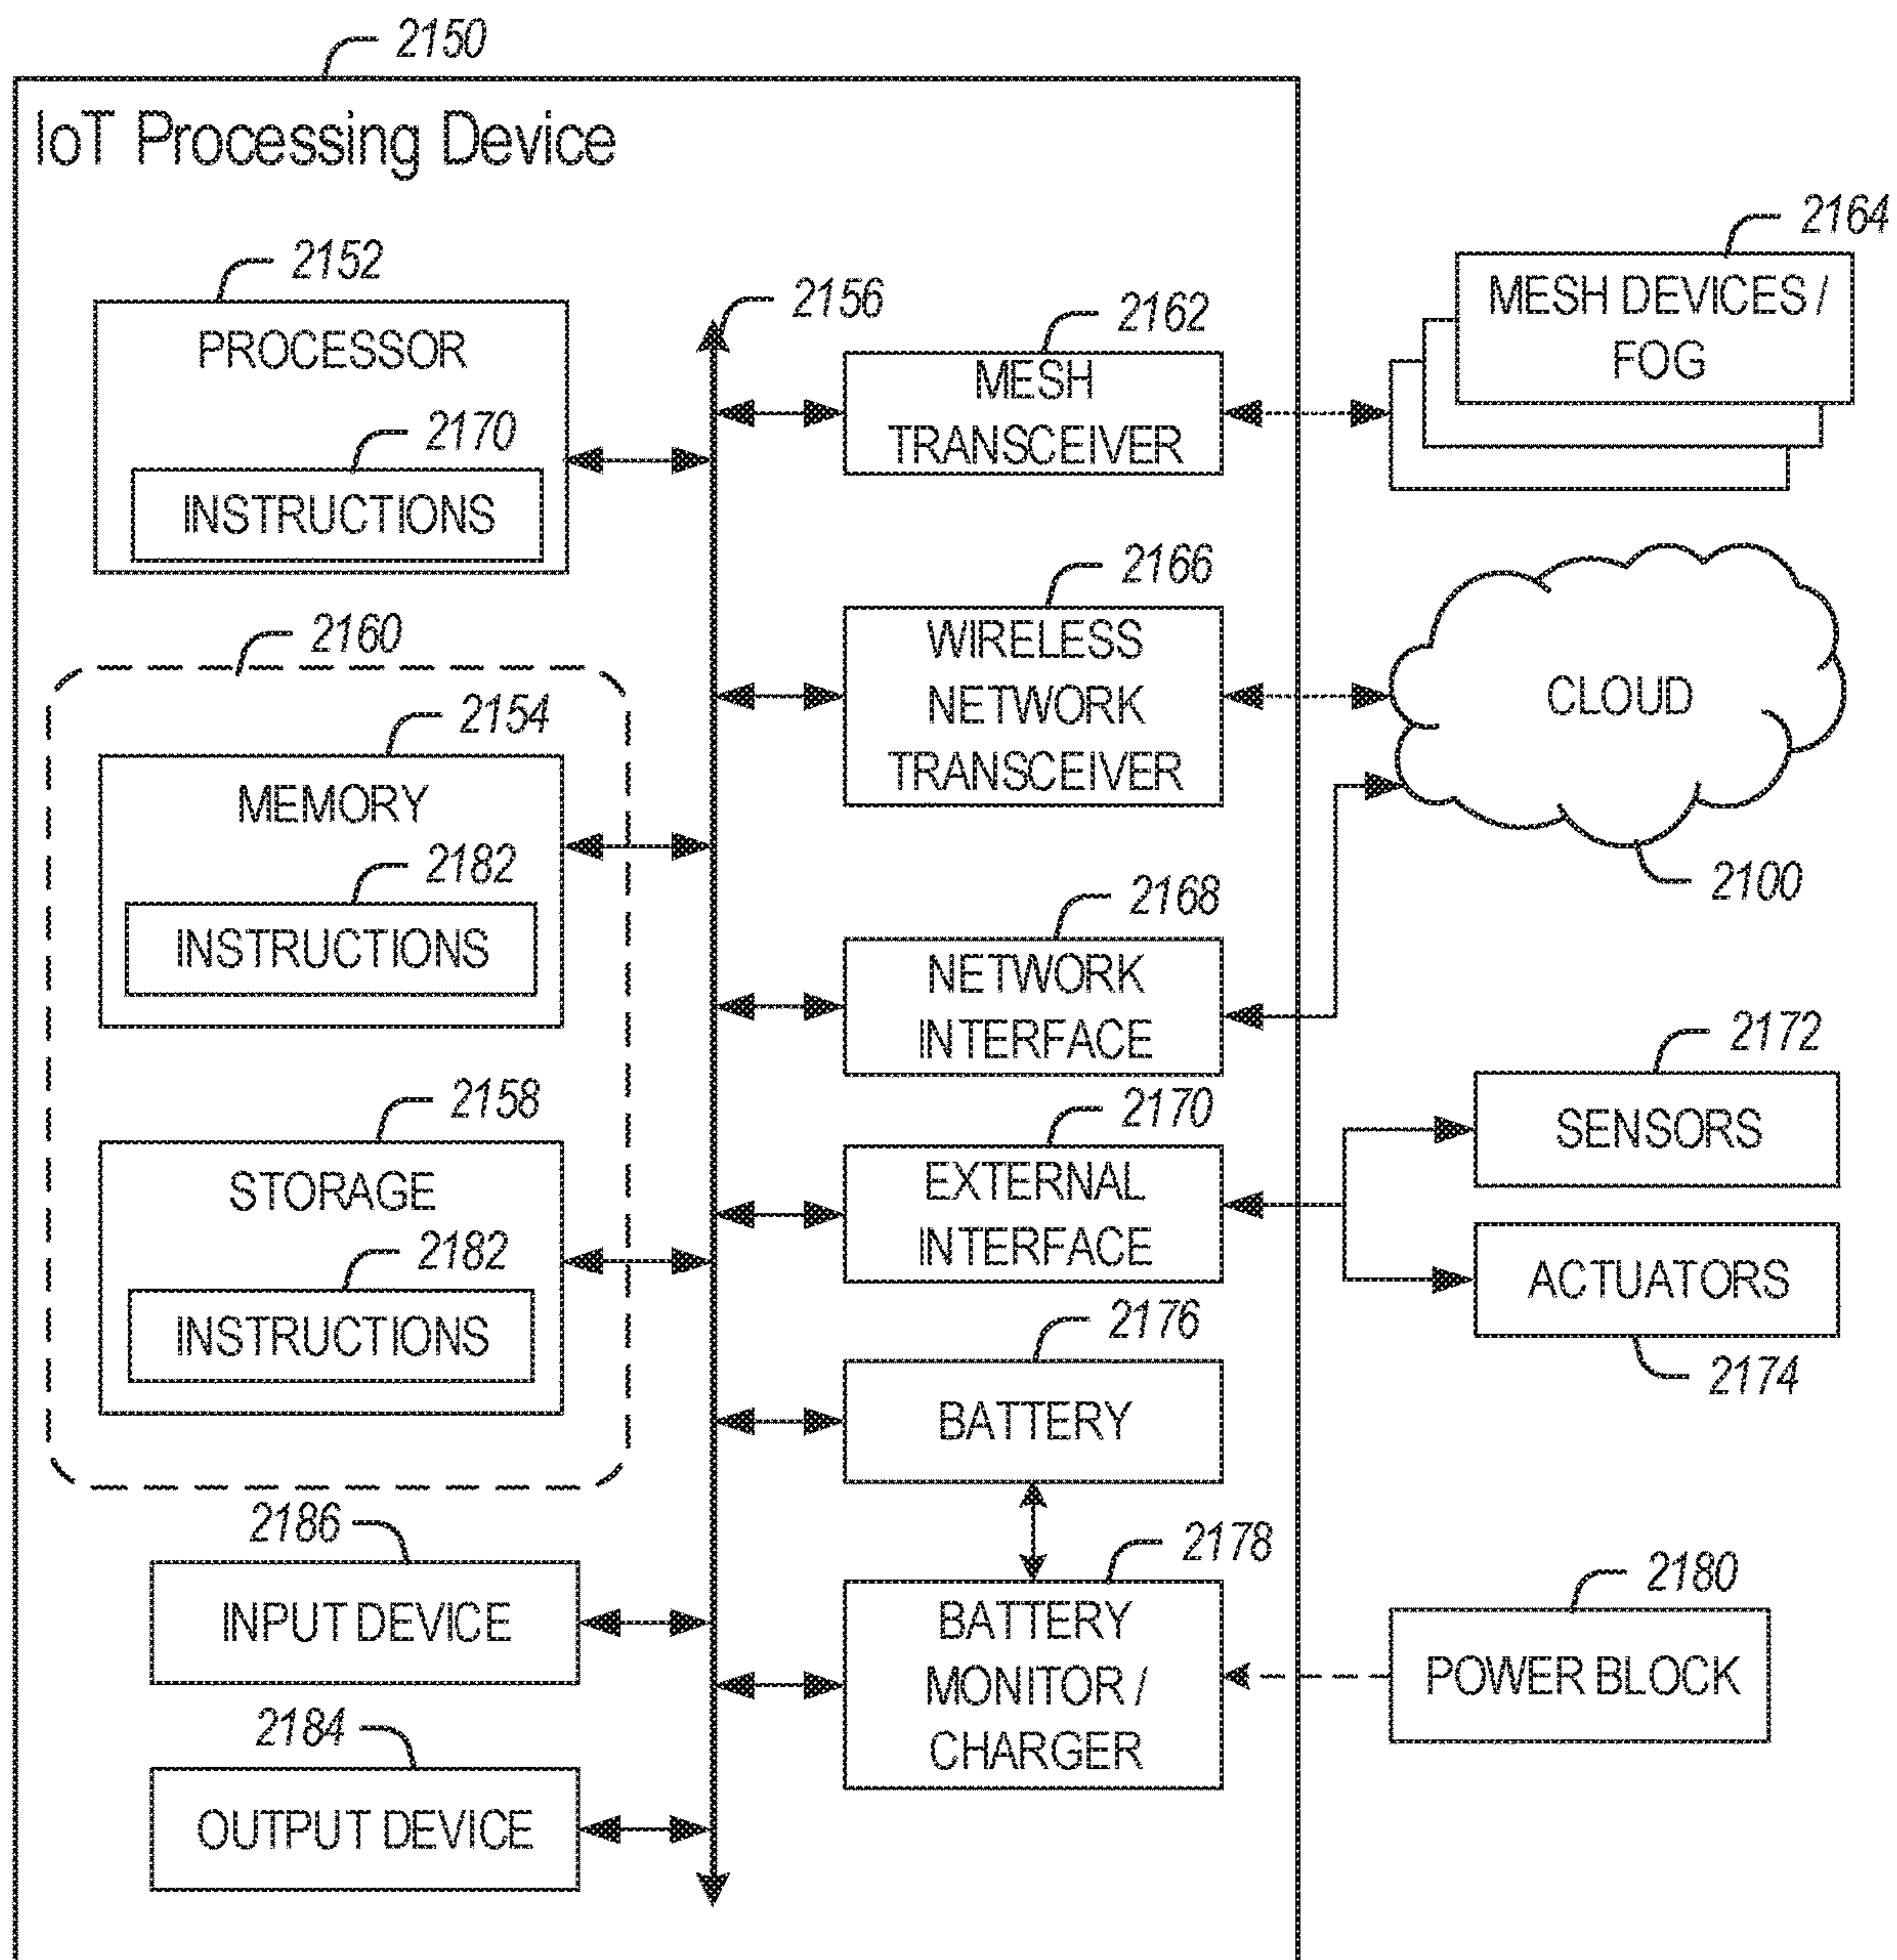 2150
IoT Processing Device
2152
PROCESSOR
2170
INSTRUCTIONS
2160
2154
MEMORY
2182
INSTRUCTIONS
2158
STORAGE
2182
INSTRUCTIONS
2186
INPUT DEVICE
2184
OUTPUT DEVICE
2156
2162
MESH
TRANSCEIVER
2166
WIRELESS
NETWORK
TRANSCEIVER
2168
NETWORK
INTERFACE
2170
EXTERNAL
INTERFACE
2176
BATTERY
2178
BATTERY
MONITOR /
CHARGER
2164
MESH DEVICES /
FOG
CLOUD
2100
2172
SENSORS
ACTUATORS
2174
2180
POWER BLOCK